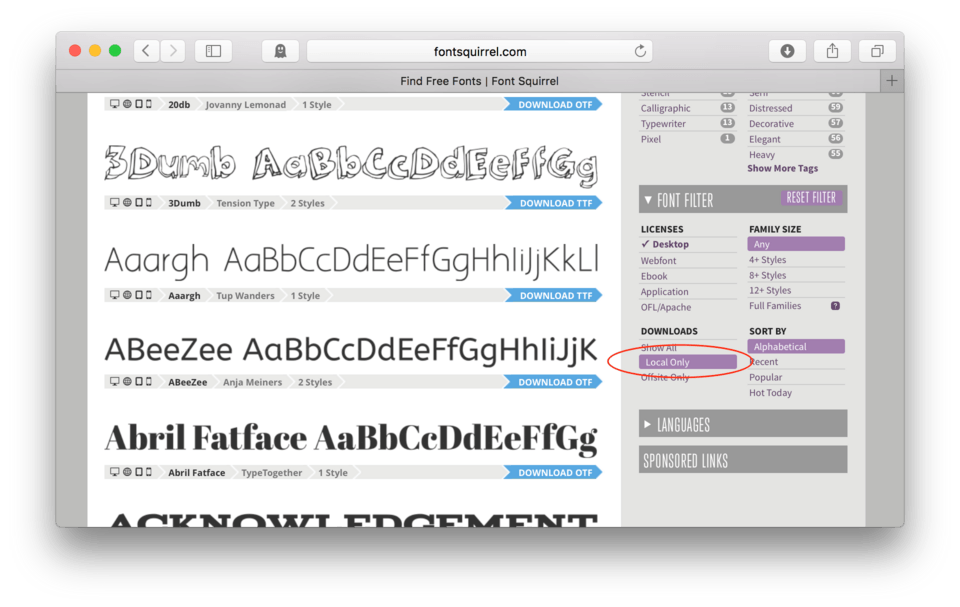 fontsquirrel.com
Find Free Fonts | Font Squirrel
20db Jovanny Lemonad 1 Style DOWNLOAD OTF
3Dumb AaBbCcDdEeFfGg
3Dumb Tension Type 2 Styles DOWNLOAD TTF
Aaargh AaBbCcDdEeFfGgHhIiJjKkLl
Aaargh Tup Wanders 1 Style DOWNLOAD TTF
ABeeZee AaBbCcDdEeFfGgHhIiJjK
ABeeZee Anja Meiners 2 Styles DOWNLOAD OTF
Abril Fatface AaBbCcDdEeFfGg
Abril Fatface TypeTogether 1 Style DOWNLOAD OTF
ACKNOWLEDGEMENT
Stencil
Calligraphic 13
Typewriter 13
Pixel 1
Serif
Distressed 59
Decorative 57
Elegant 56
Heavy 55
Show More Tags
▼ FONT FILTER RESET FILTER
LICENSES
✓ Desktop
Webfont
Ebook
Application
OFL/Apache
FAMILY SIZE
Any
4+ Styles
8+ Styles
12+ Styles
Full Families ?
DOWNLOADS
Show All
Local Only
Offsite Only
SORT BY
Alphabetical
Recent
Popular
Hot Today
▶ LANGUAGES
SPONSORED LINKS